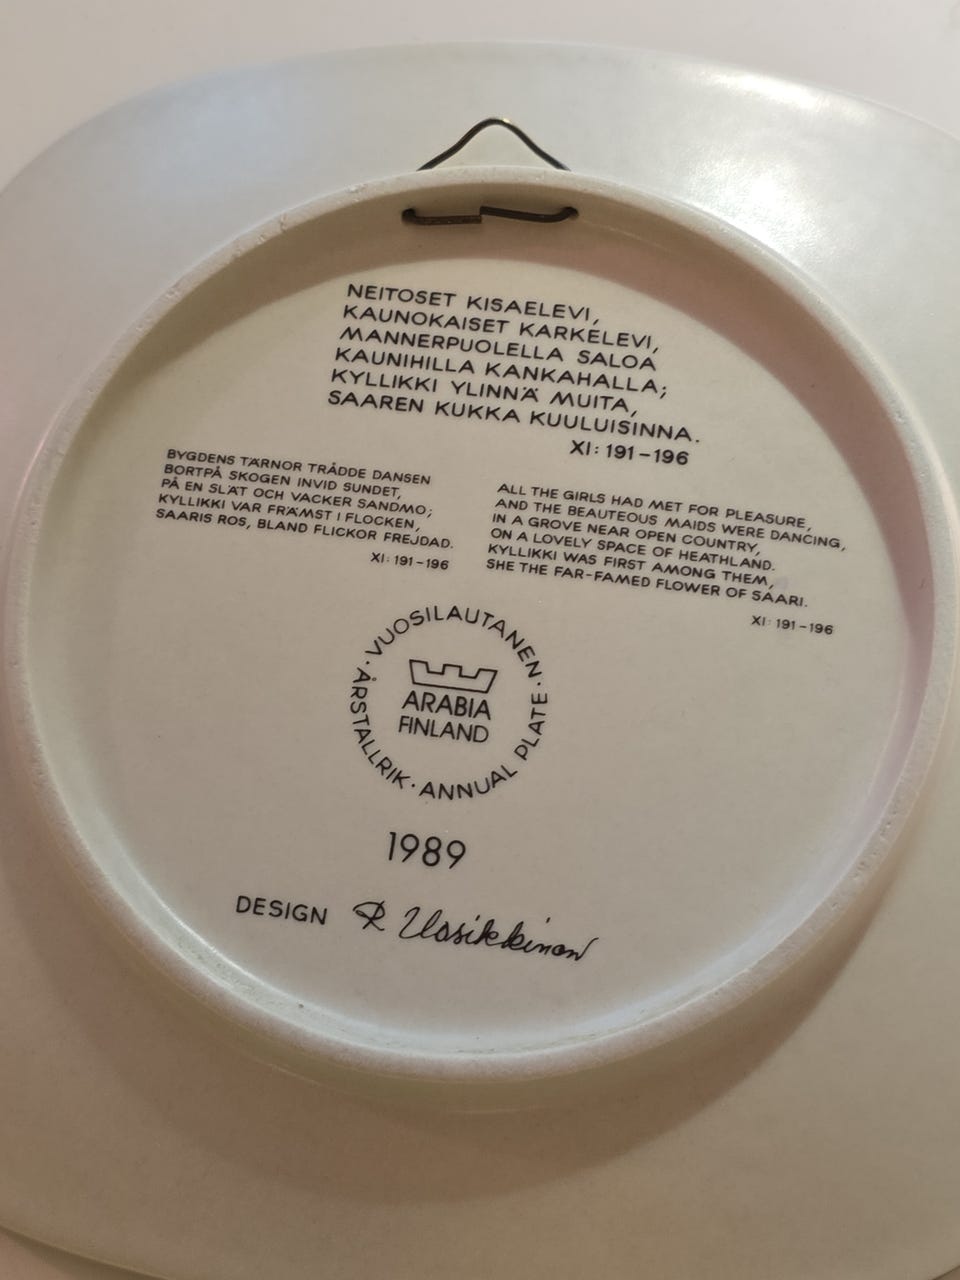 NEITOSET KISAELEVI,
KAUNOKAISET KARKELEVI,
MANNERPUOLELLA SALOA
KAUNIHILLA KANKAHALLA;
KYLLIKKI YLINNÄ MUITA,
SAAREN KUKKA KUULUISINNA.
XI: 191–196
BYGDENS TÄRNOR TRÅDDE DANSEN
BORTPÅ SKOGEN INVID SUNDET,
PÅ EN SLÄT OCH VACKER SANDMO;
KYLLIKKI VAR FRÄMST I FLOCKEN,
SAARIS ROS, BLAND FLICKOR FREJDAD.
XI: 191–196
ALL THE GIRLS HAD MET FOR PLEASURE,
AND THE BEAUTEOUS MAIDS WERE DANCING,
IN A GROVE NEAR OPEN COUNTRY,
ON A LOVELY SPACE OF HEATHLAND.
KYLLIKKI WAS FIRST AMONG THEM,
SHE THE FAR-FAMED FLOWER OF SAARI.
XI: 191–196
· VUOSILAUTANEN · ANNUAL PLATE · ÅRSTALLRIK
ARABIA
FINLAND
1989
DESIGN R Uosikkinen